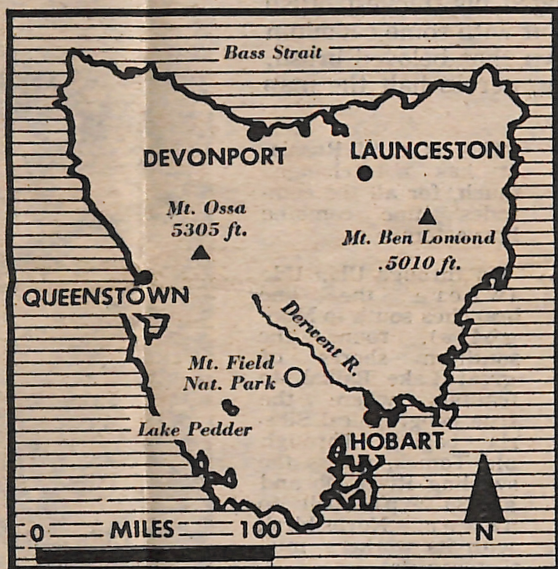 Bass Strait
DEVONPORT
LAUNCESTON
Mt. Ossa
5305 ft.
Mt. Ben Lomond
5010 ft.
QUEENSTOWN
Derwent R.
Mt. Field
Nat. Park
Lake Pedder
HOBART
0 MILES 100
N